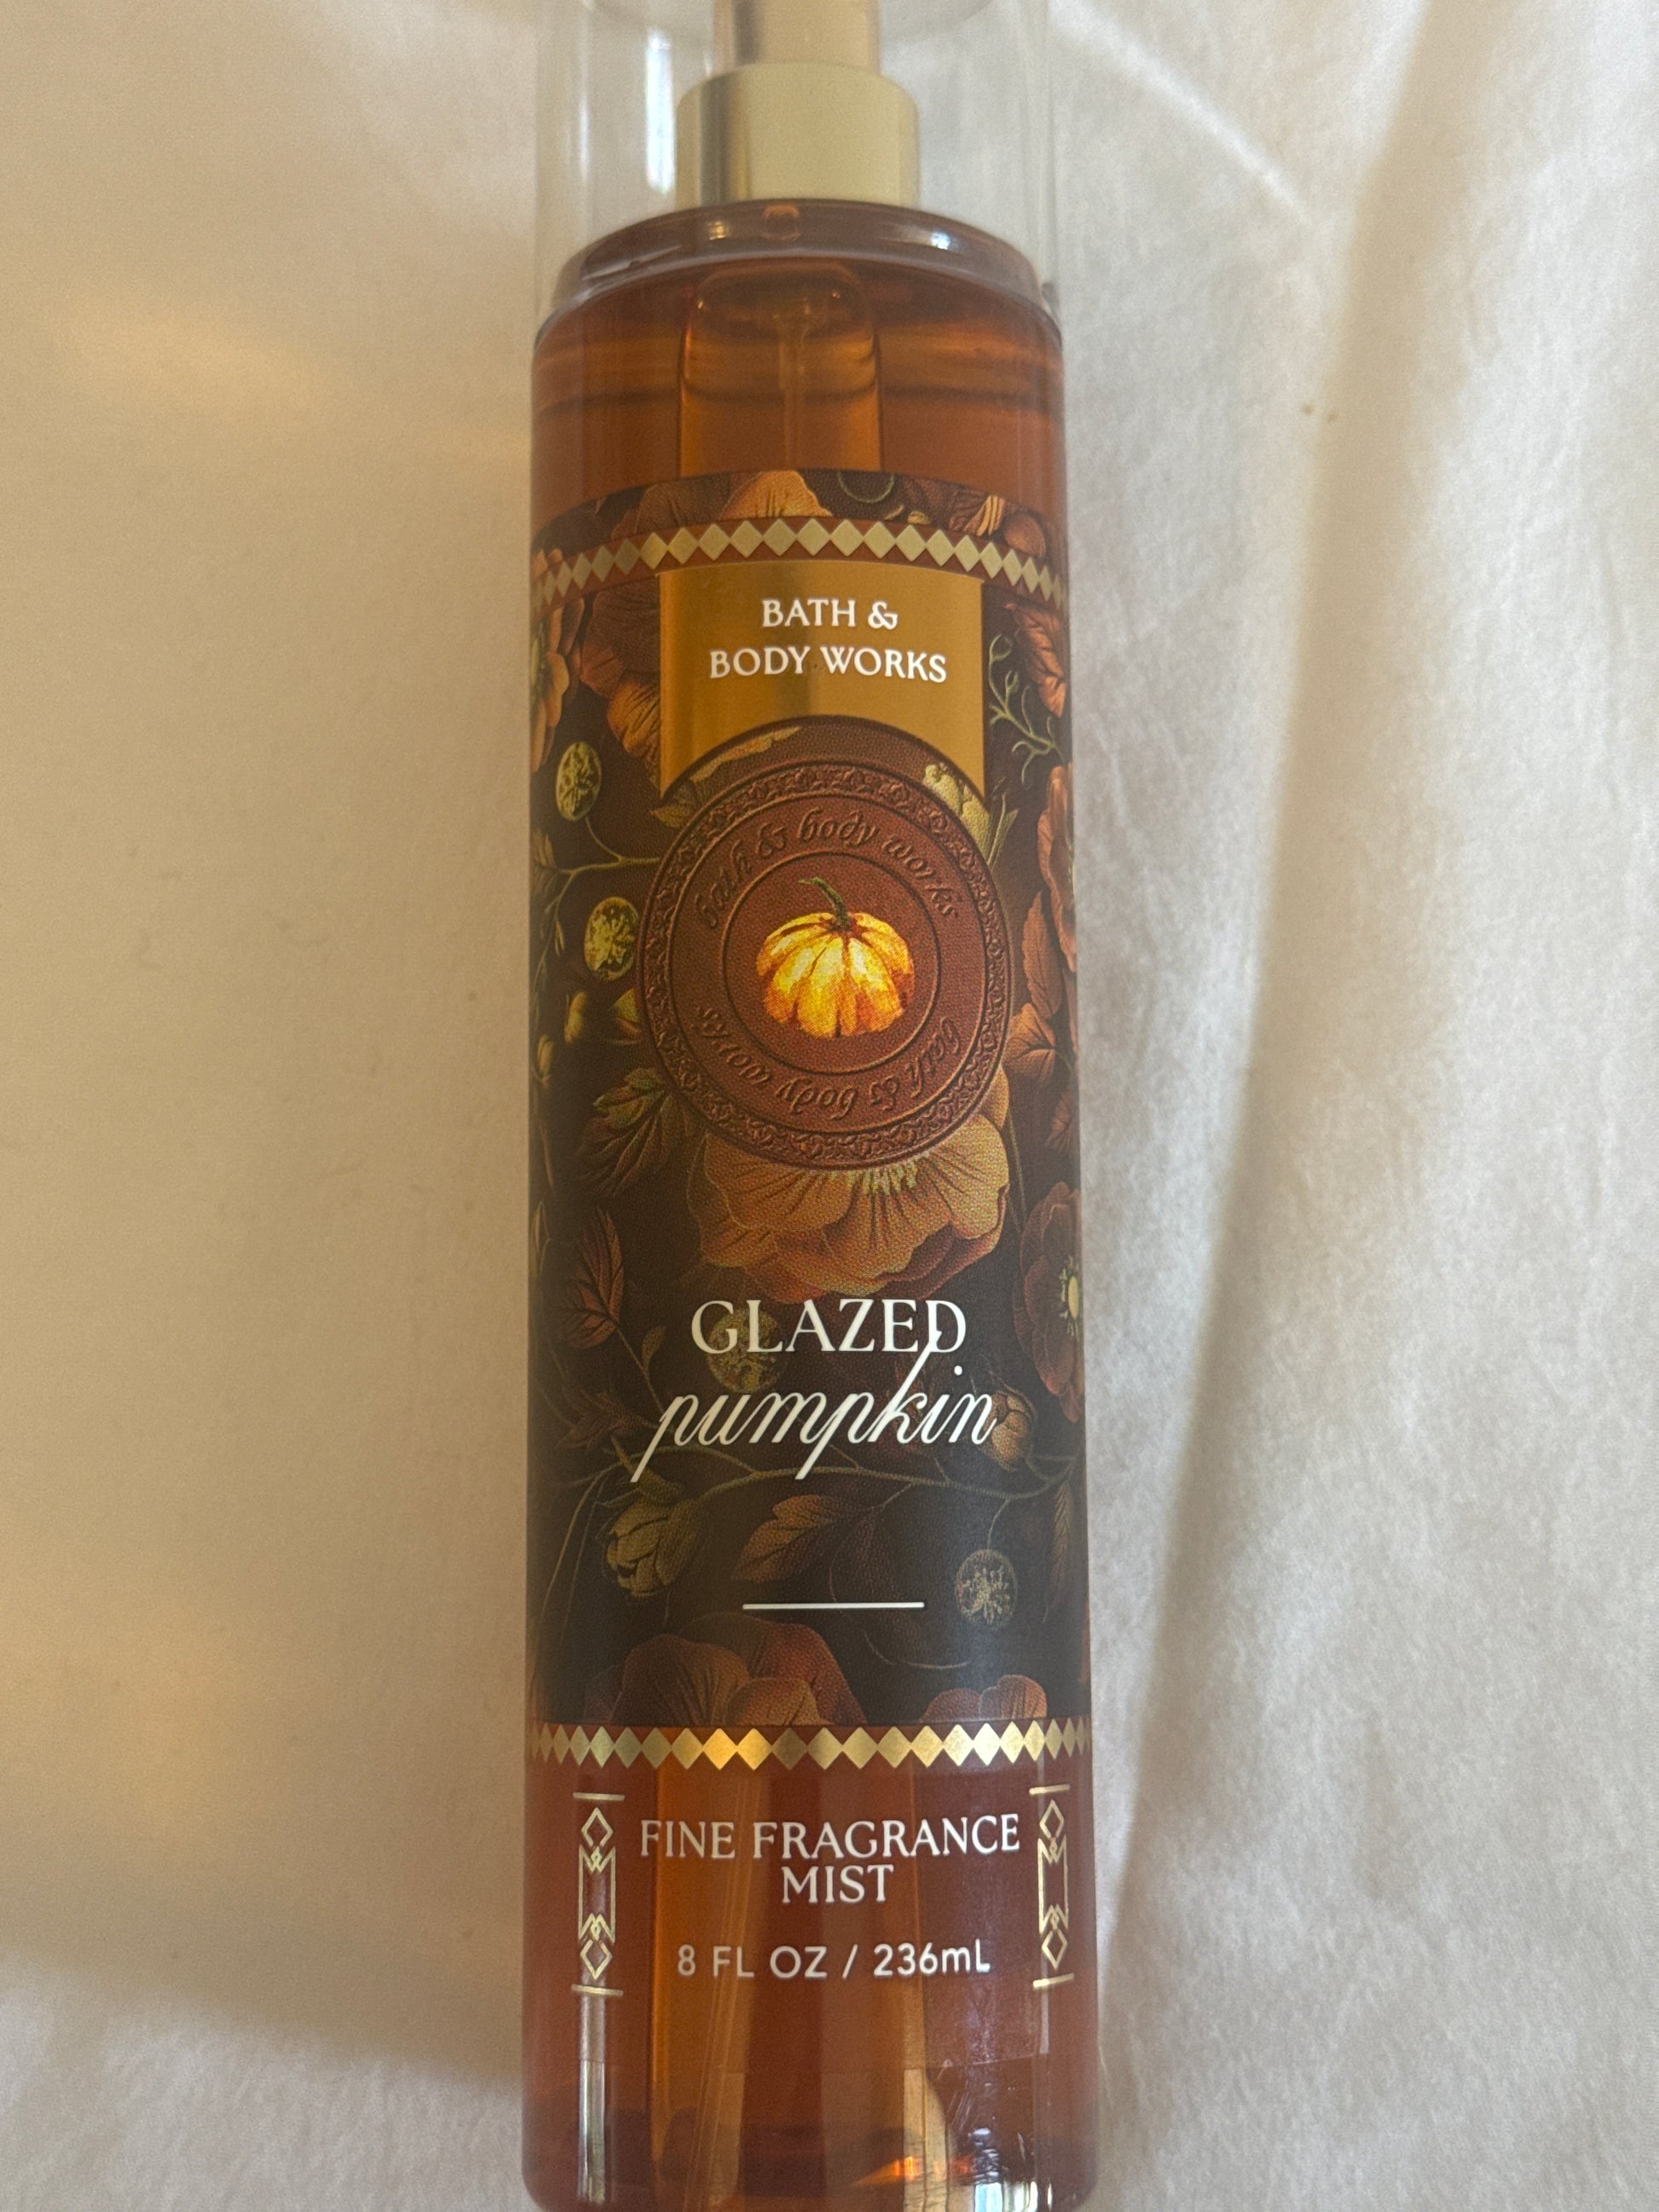 BATH &
BODY WORKS
bath & body works
bath & body works
GLAZED
pumpkin
FINE FRAGRANCE
MIST
8 FL OZ / 236mL